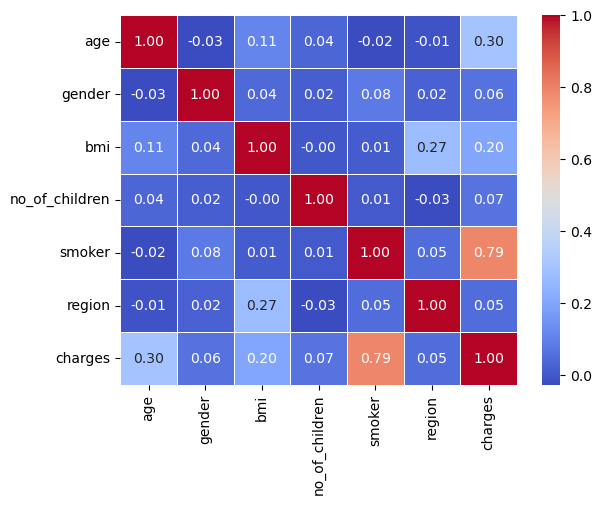 age 1.00 -0.03 0.11 0.04 -0.02 -0.01 0.30
gender -0.03 1.00 0.04 0.02 0.08 0.02 0.06
bmi 0.11 0.04 1.00 -0.00 0.01 0.27 0.20
no_of_children 0.04 0.02 -0.00 1.00 0.01 -0.03 0.07
smoker -0.02 0.08 0.01 0.01 1.00 0.05 0.79
region -0.01 0.02 0.27 -0.03 0.05 1.00 0.05
charges 0.30 0.06 0.20 0.07 0.79 0.05 1.00
age gender bmi no_of_children smoker region charges
1.0
0.8
0.6
0.4
0.2
0.0